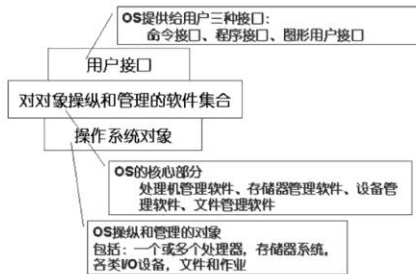 OS提供给用户三种接口：
命令接口、程序接口、图形用户接口
用户接口
对对象操纵和管理的软件集合
操作系统对象
OS的核心部分
处理机管理软件、存储器管理软件、设备
管理软件、文件管理软件
OS操纵和管理的对象
包括：一个或多个处理器，存储器系统，
各类I/O设备，文件和作业